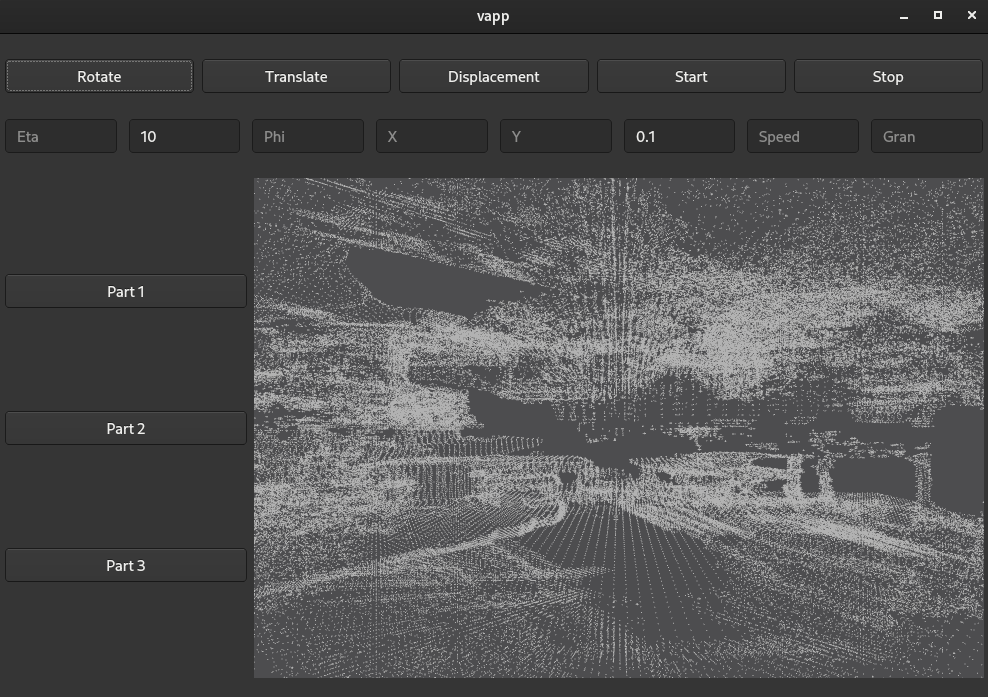 vapp
Rotate Translate Displacement Start Stop
Eta 10 Phi X Y 0.1 Speed Gran
Part 1
Part 2
Part 3